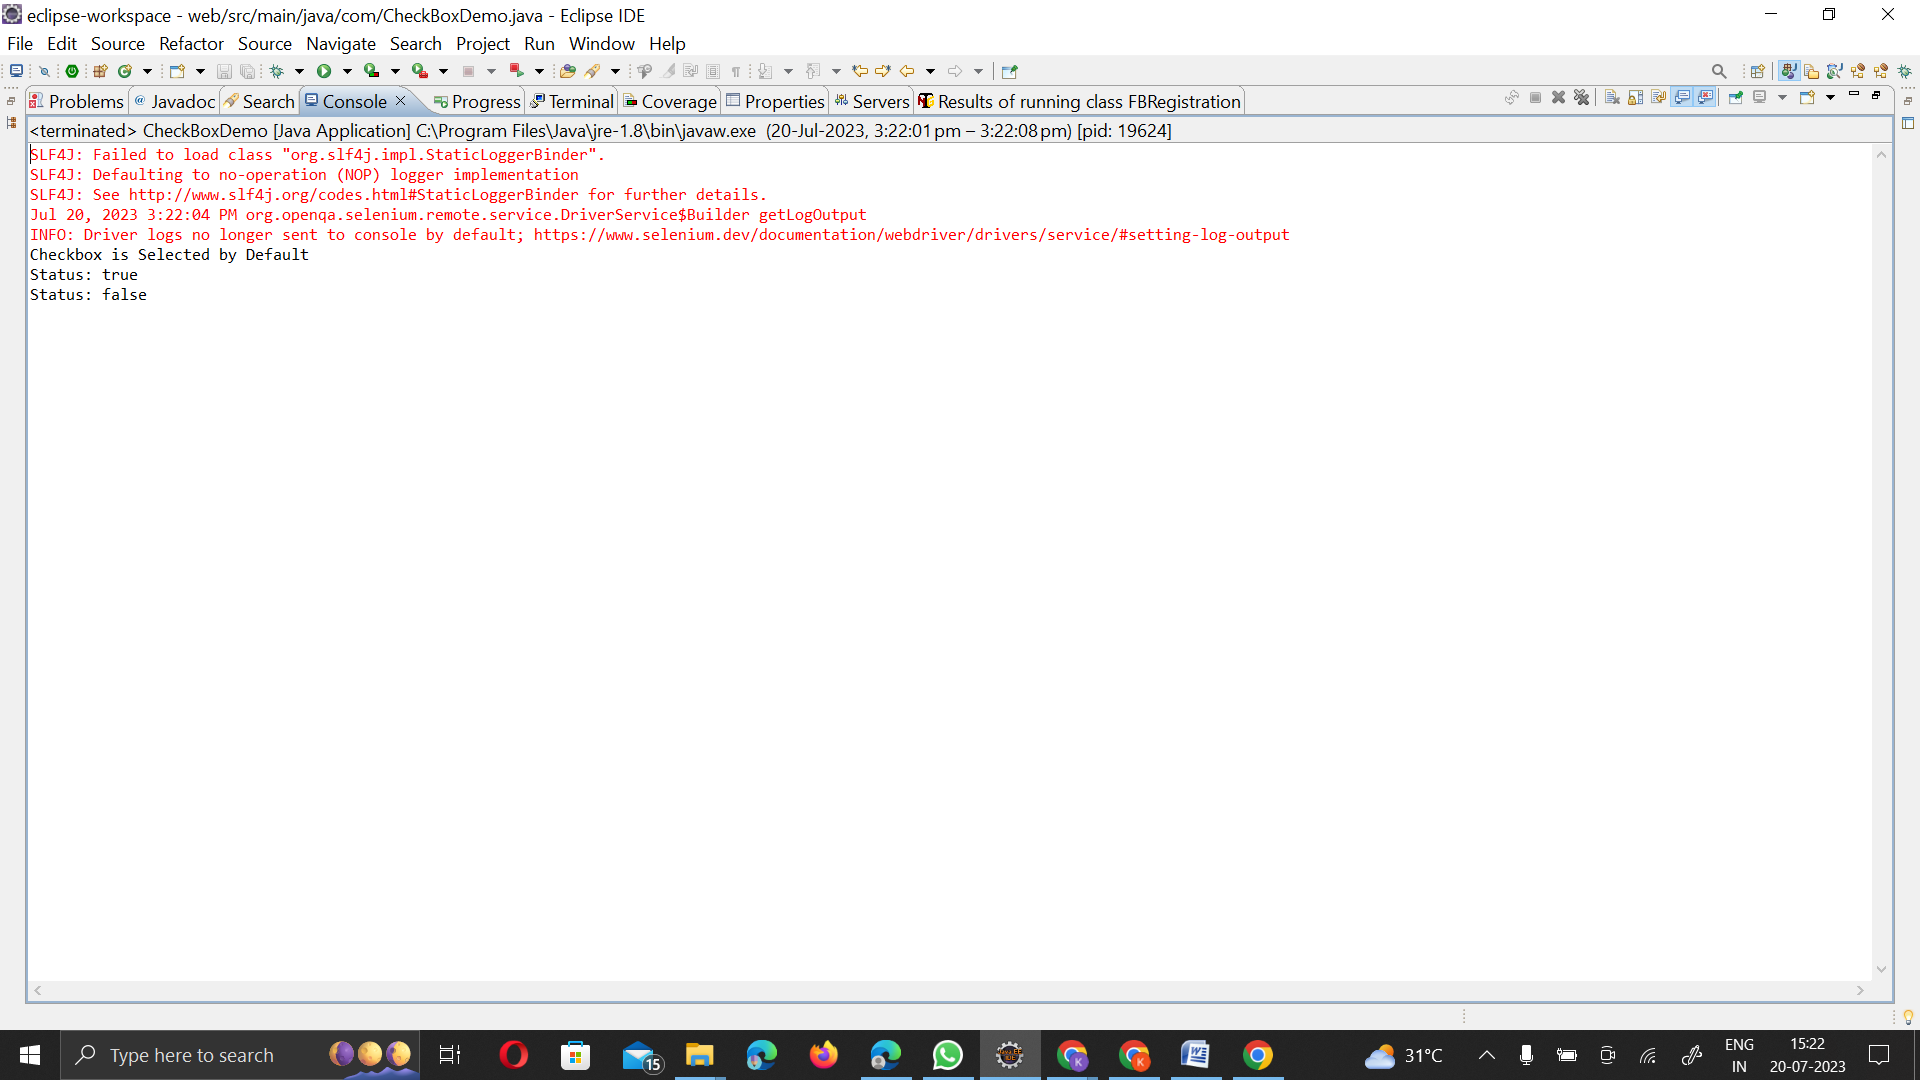 eclipse-workspace - web/src/main/java/com/CheckBoxDemo.java - Eclipse IDE
File Edit Source Refactor Source Navigate Search Project Run Window Help
Problems Javadoc Search Console Progress Terminal Coverage Properties Servers Results of running class FBRegistration
<terminated> CheckBoxDemo [Java Application] C:\Program Files\Java\jre-1.8\bin\javaw.exe (20-Jul-2023, 3:22:01 pm – 3:22:08 pm) [pid: 19624]
SLF4J: Failed to load class "org.slf4j.impl.StaticLoggerBinder".
SLF4J: Defaulting to no-operation (NOP) logger implementation
SLF4J: See http://www.slf4j.org/codes.html#StaticLoggerBinder for further details.
Jul 20, 2023 3:22:04 PM org.openqa.selenium.remote.service.DriverService$Builder getLogOutput
INFO: Driver logs no longer sent to console by default; https://www.selenium.dev/documentation/webdriver/drivers/service/#setting-log-output
Checkbox is Selected by Default
Status: true
Status: false
Type here to search
15
31°C
ENG
IN
15:22
20-07-2023